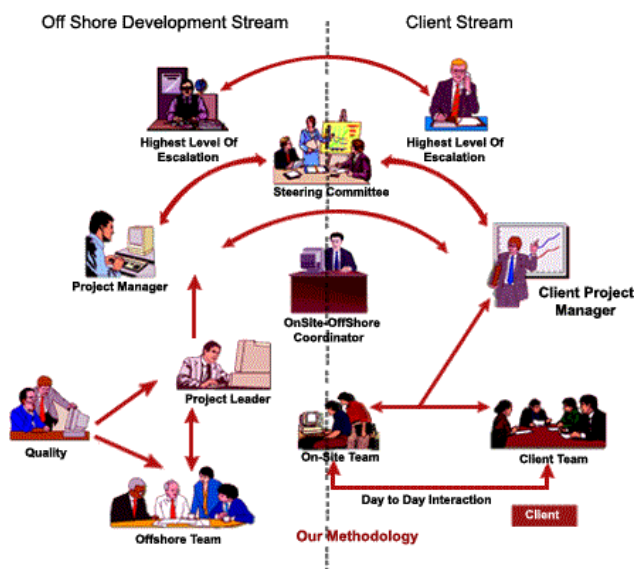 Off Shore Development Stream
Client Stream
Highest Level Of
Escalation
Highest Level Of
Escalation
Steering Committee
Project Manager
OnSite-OffShore
Coordinator
Client Project
Manager
Project Leader
Quality
On-Site Team
Client Team
Day to Day Interaction
Client
Offshore Team
Our Methodology